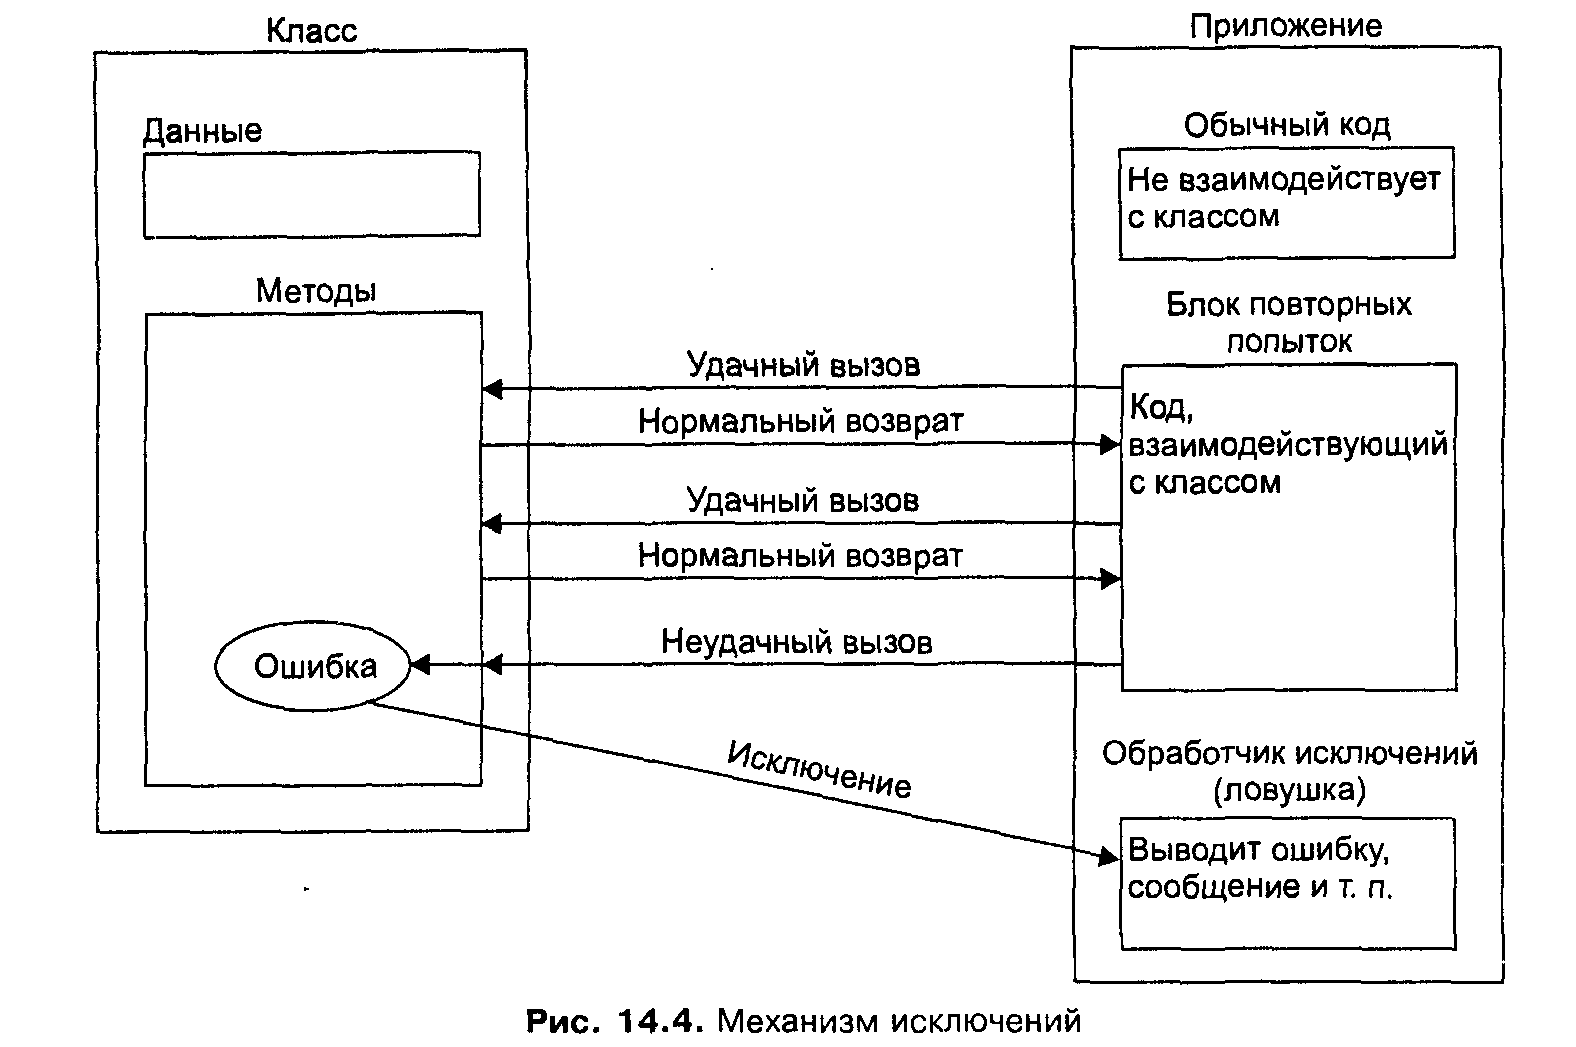 Класс
Данные
Методы
Ошибка
Удачный вызов
Нормальный возврат
Удачный вызов
Нормальный возврат
Неудачный вызов
Исключение
Приложение
Обычный код
Не взаимодействует
с классом
Блок повторных
попыток
Код,
взаимодействующий
с классом
Обработчик исключений
(ловушка)
Выводит ошибку,
сообщение и т. п.
Рис. 14.4. Механизм исключений